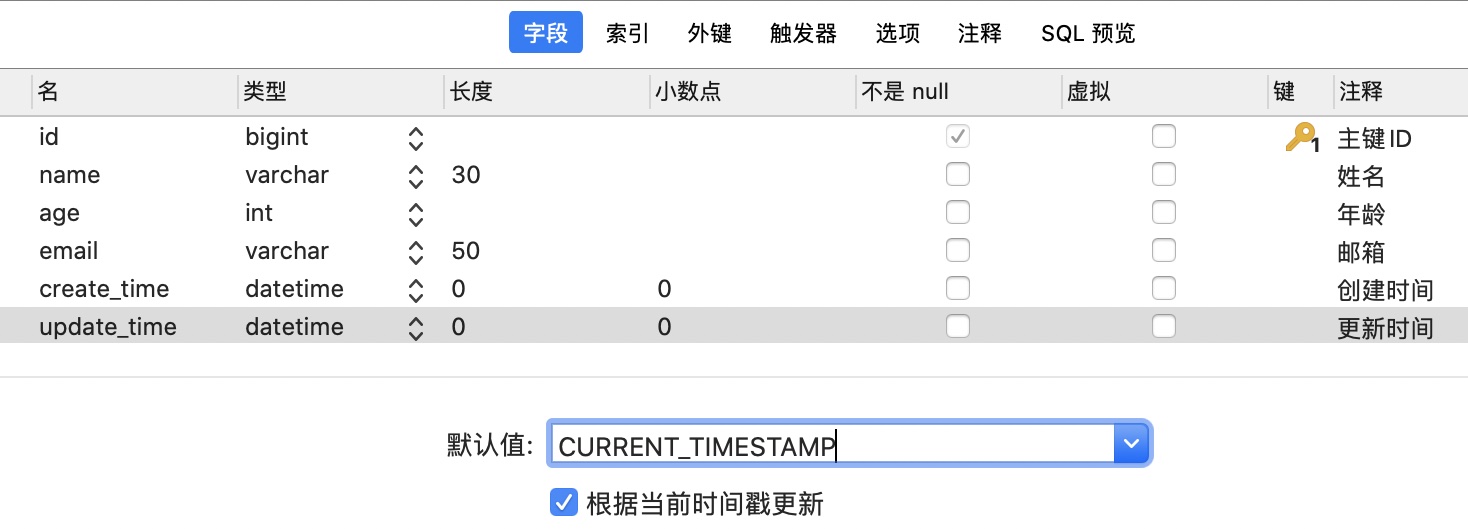 字段 索引 外键 触发器 选项 注释 SQL 预览
名 类型 长度 小数点 不是 null 虚拟 键 注释
id bigint 1 主键ID
name varchar 30 姓名
age int 年龄
email varchar 50 邮箱
create_time datetime 0 0 创建时间
update_time datetime 0 0 更新时间
默认值: CURRENT_TIMESTAMP
根据当前时间戳更新